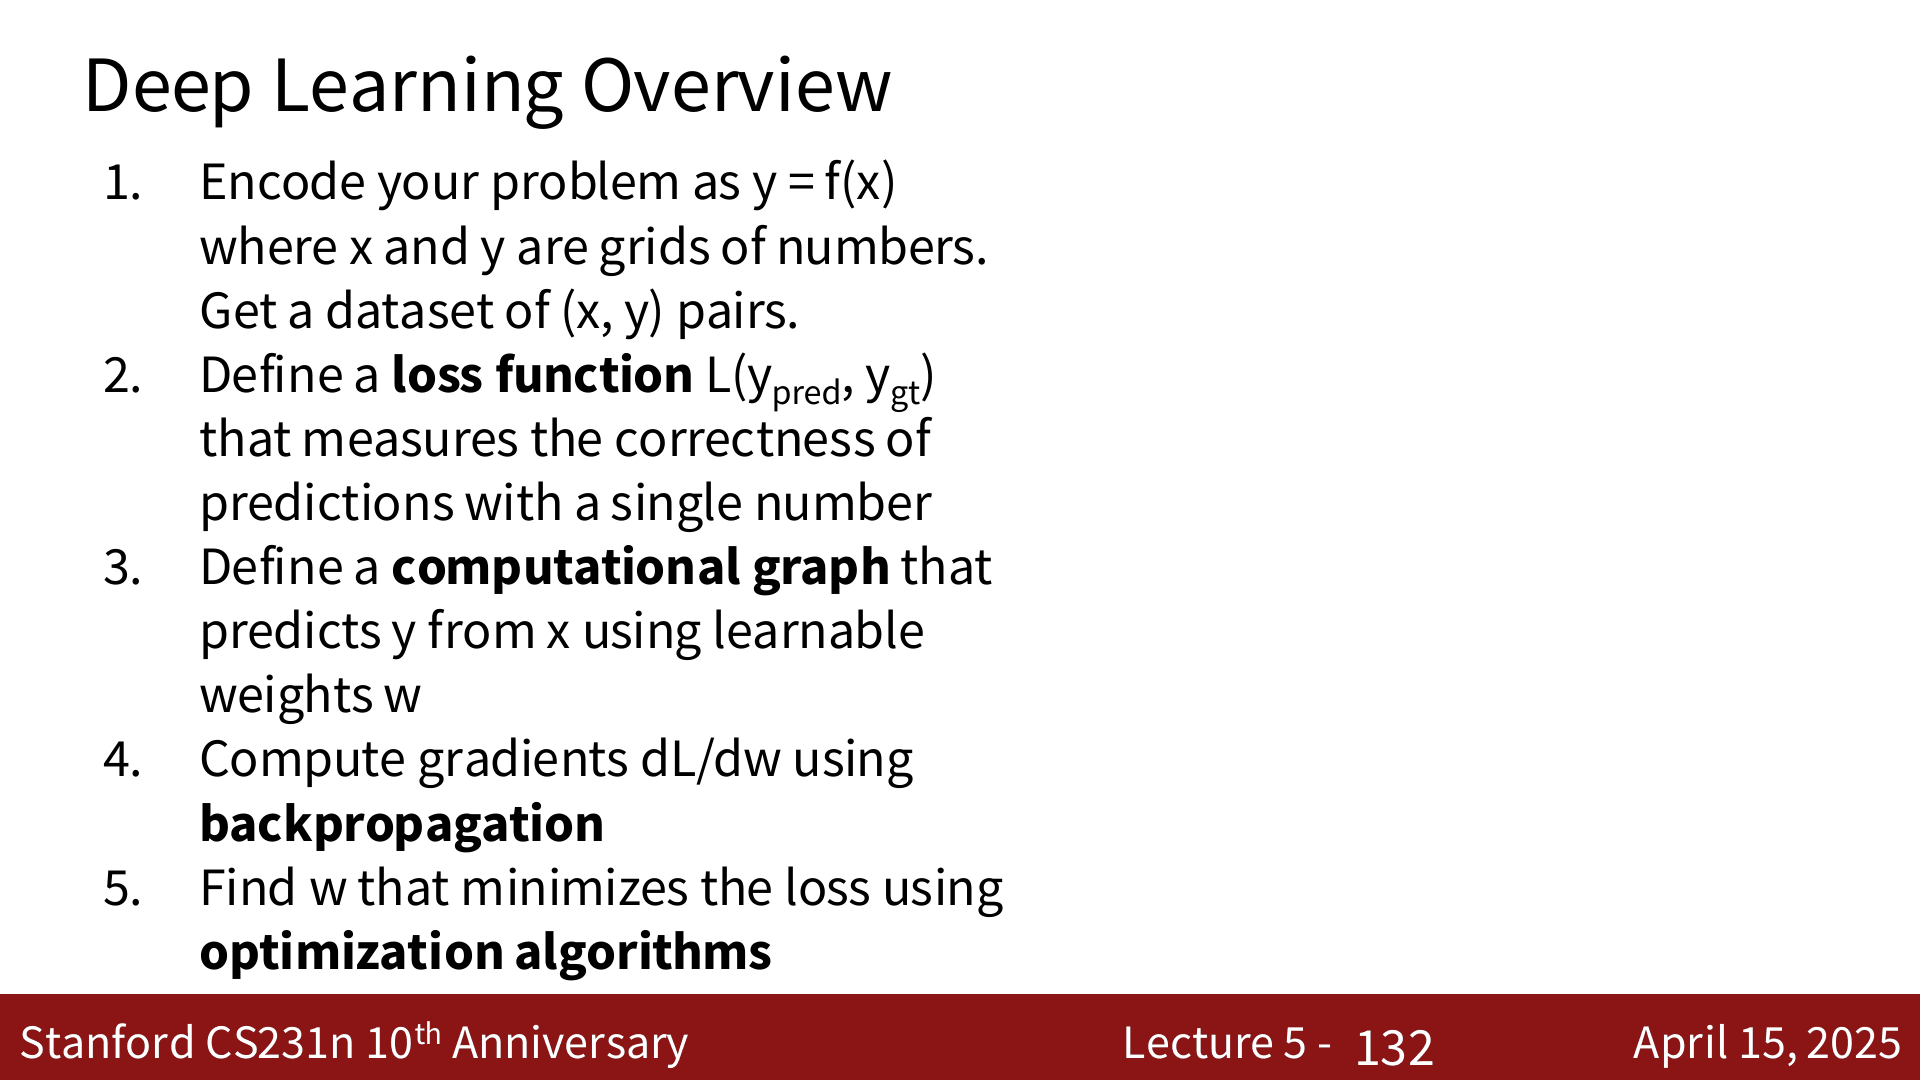 Deep Learning Overview
1. Encode your problem as y = f(x)
where x and y are grids of numbers.
Get a dataset of (x, y) pairs.
2. Define a loss function L(y_pred, y_gt)
that measures the correctness of
predictions with a single number
3. Define a computational graph that
predicts y from x using learnable
weights w
4. Compute gradients dL/dw using
backpropagation
5. Find w that minimizes the loss using
optimization algorithms
Stanford CS231n 10th Anniversary Lecture 5 - 132 April 15, 2025